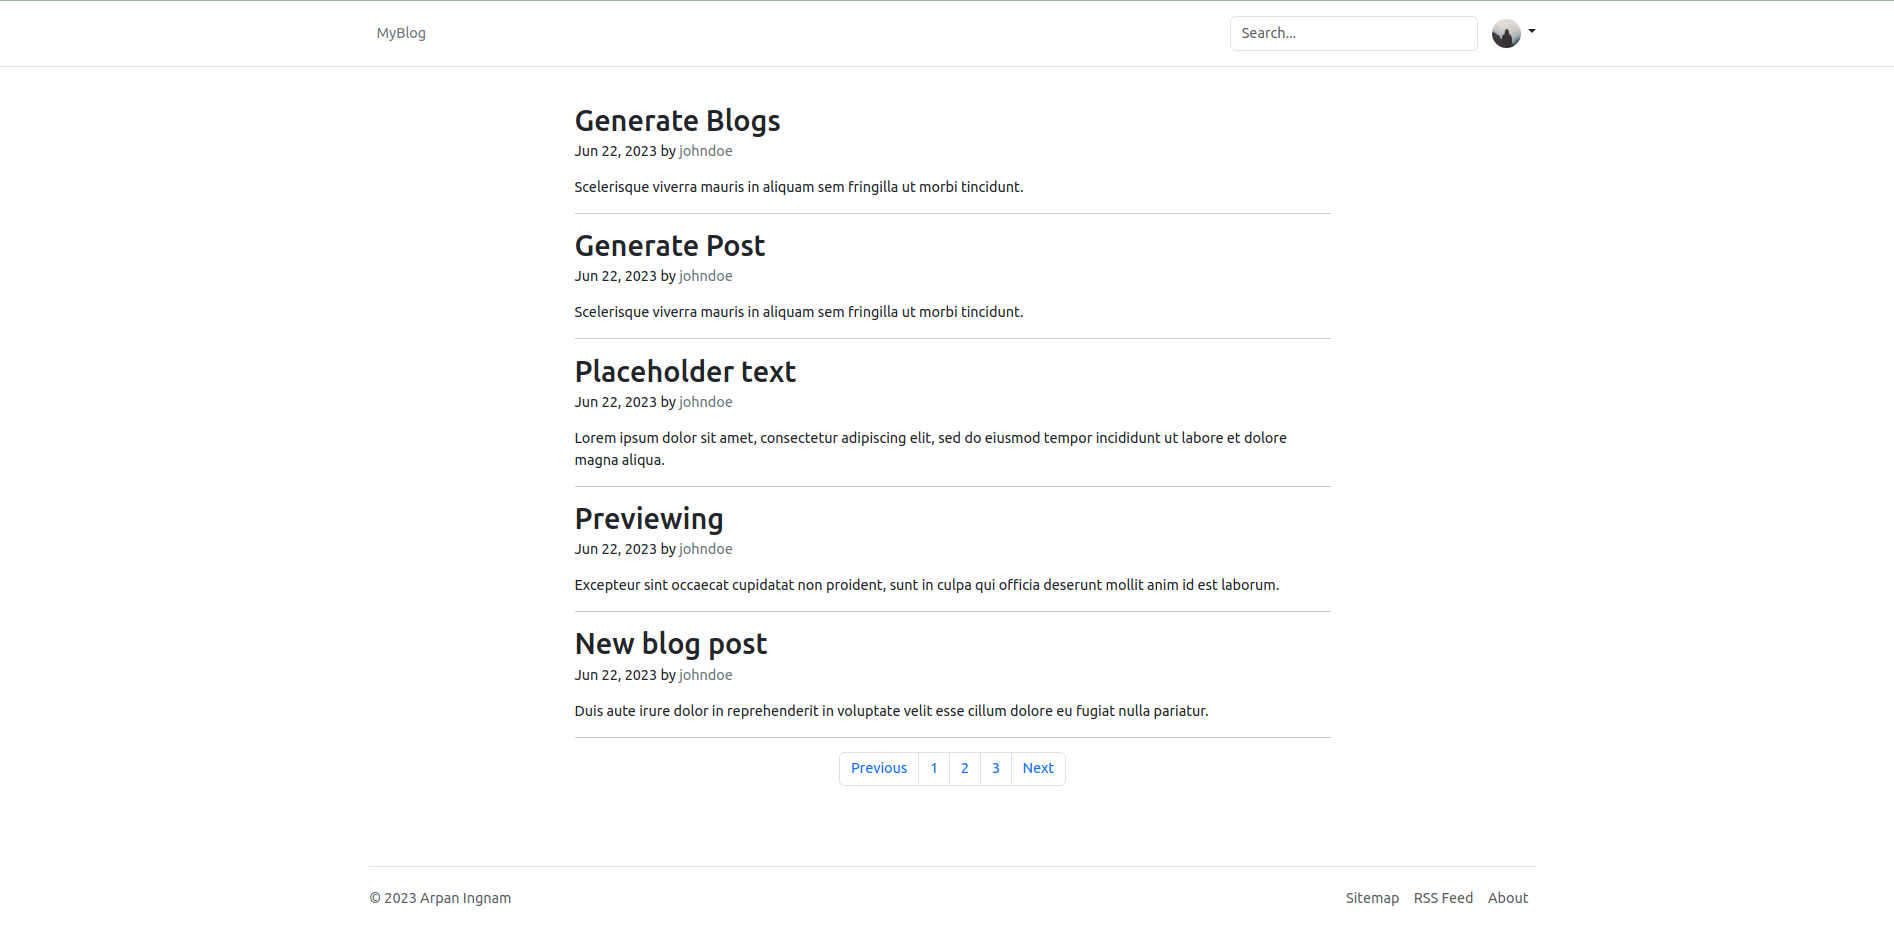 MyBlog
Search...
Generate Blogs
Jun 22, 2023 by johndoe
Scelerisque viverra mauris in aliquam sem fringilla ut morbi tincidunt.
Generate Post
Jun 22, 2023 by johndoe
Scelerisque viverra mauris in aliquam sem fringilla ut morbi tincidunt.
Placeholder text
Jun 22, 2023 by johndoe
Lorem ipsum dolor sit amet, consectetur adipiscing elit, sed do eiusmod tempor incididunt ut labore et dolore
magna aliqua.
Previewing
Jun 22, 2023 by johndoe
Excepteur sint occaecat cupidatat non proident, sunt in culpa qui officia deserunt mollit anim id est laborum.
New blog post
Jun 22, 2023 by johndoe
Duis aute irure dolor in reprehenderit in voluptate velit esse cillum dolore eu fugiat nulla pariatur.
Previous 1 2 3 Next
© 2023 Arpan Ingnam
Sitemap RSS Feed About